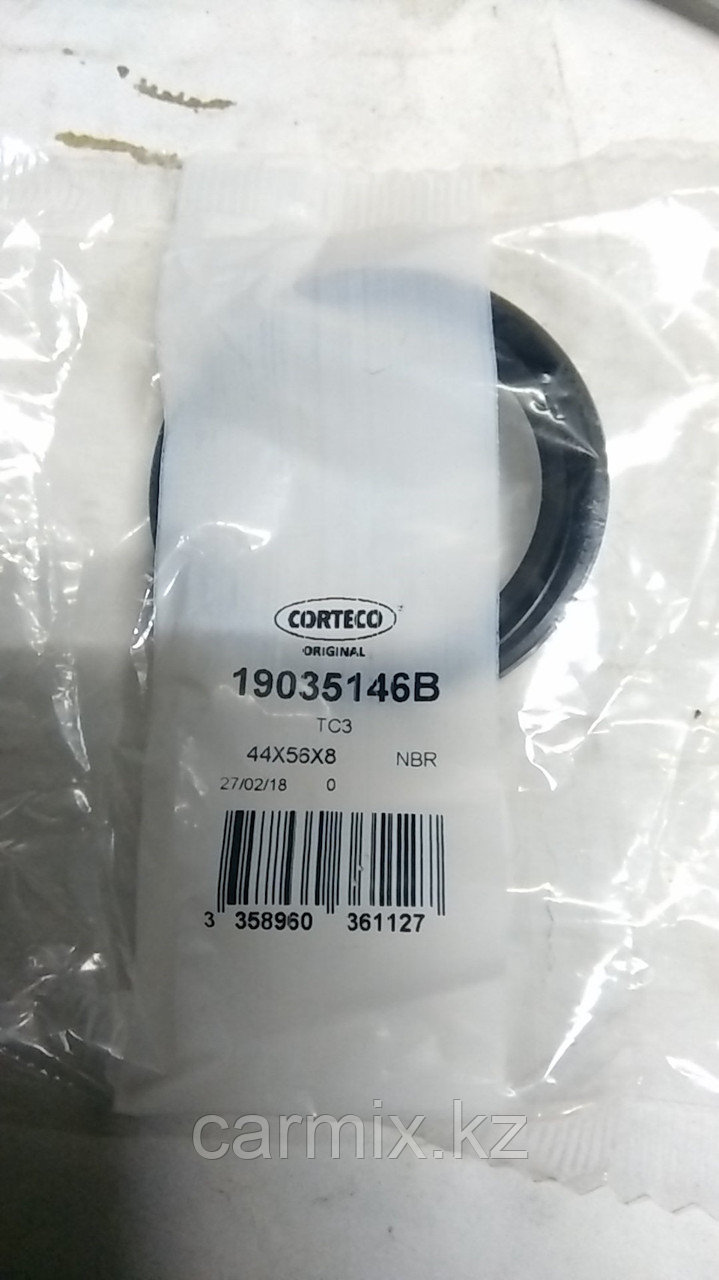 CORTECO
ORIGINAL
19035146B
TC3
44X56X8 NBR
27/02/18 0
3 358960 361127
carmix.kz